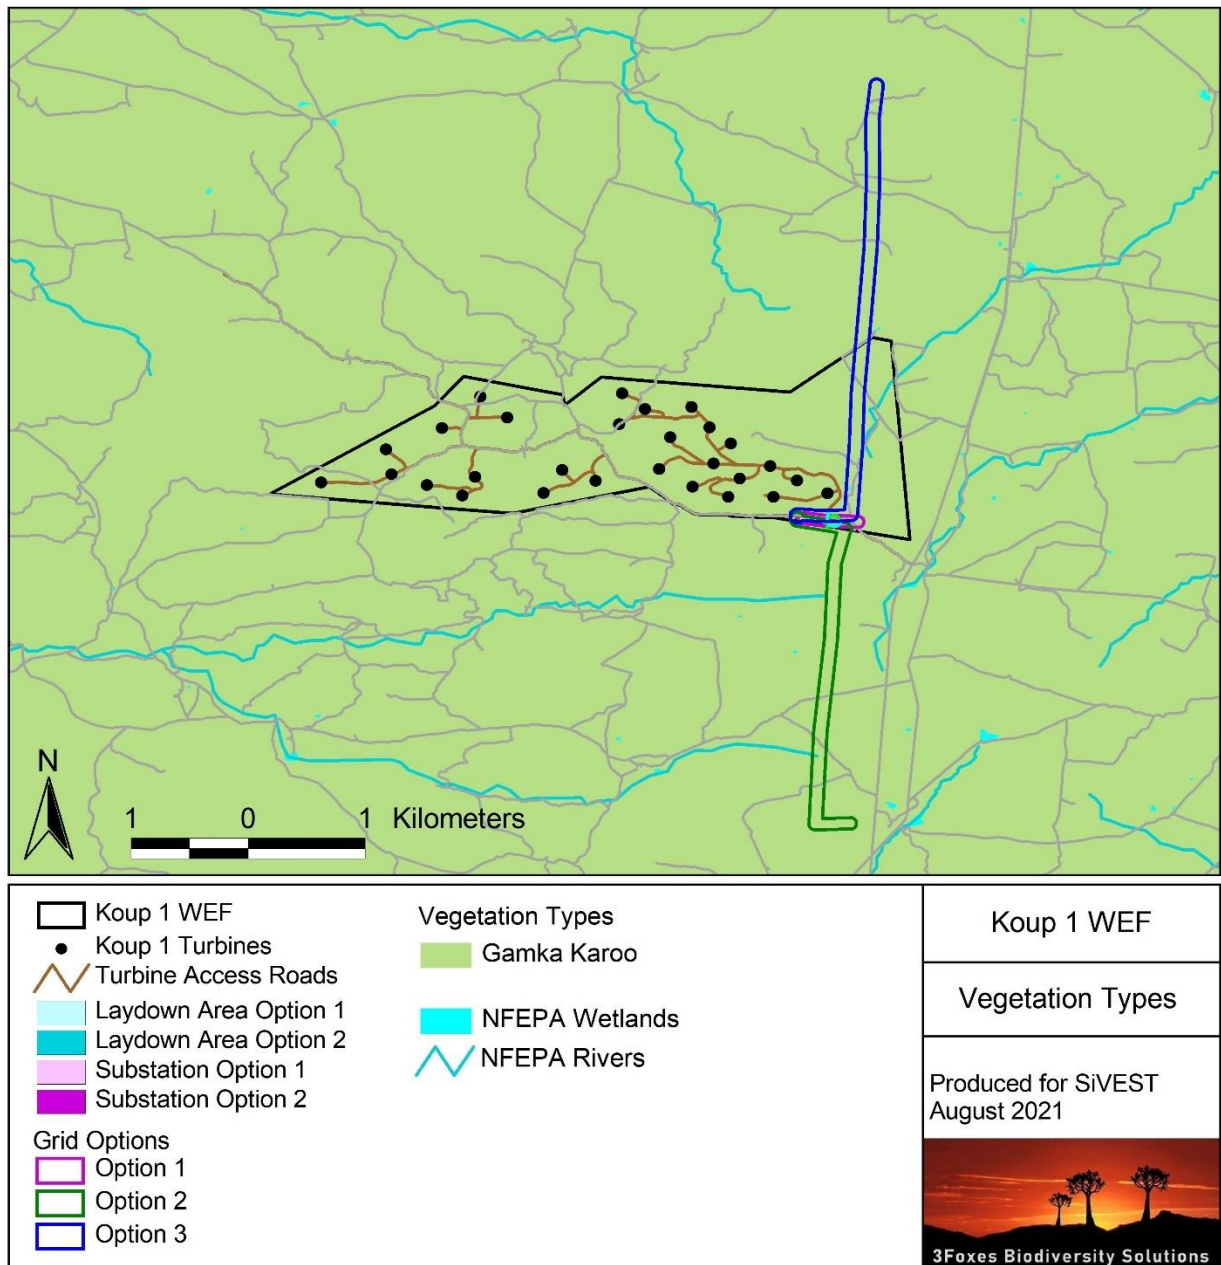 N
1 0 1 Kilometers
Koup 1 WEF
Koup 1 Turbines
Turbine Access Roads
Laydown Area Option 1
Laydown Area Option 2
Substation Option 1
Substation Option 2
Grid Options
Option 1
Option 2
Option 3
Vegetation Types
Gamka Karoo
NFEPA Wetlands
NFEPA Rivers
Koup 1 WEF
Vegetation Types
Produced for SiVEST
August 2021
3Foxes Biodiversity Solutions